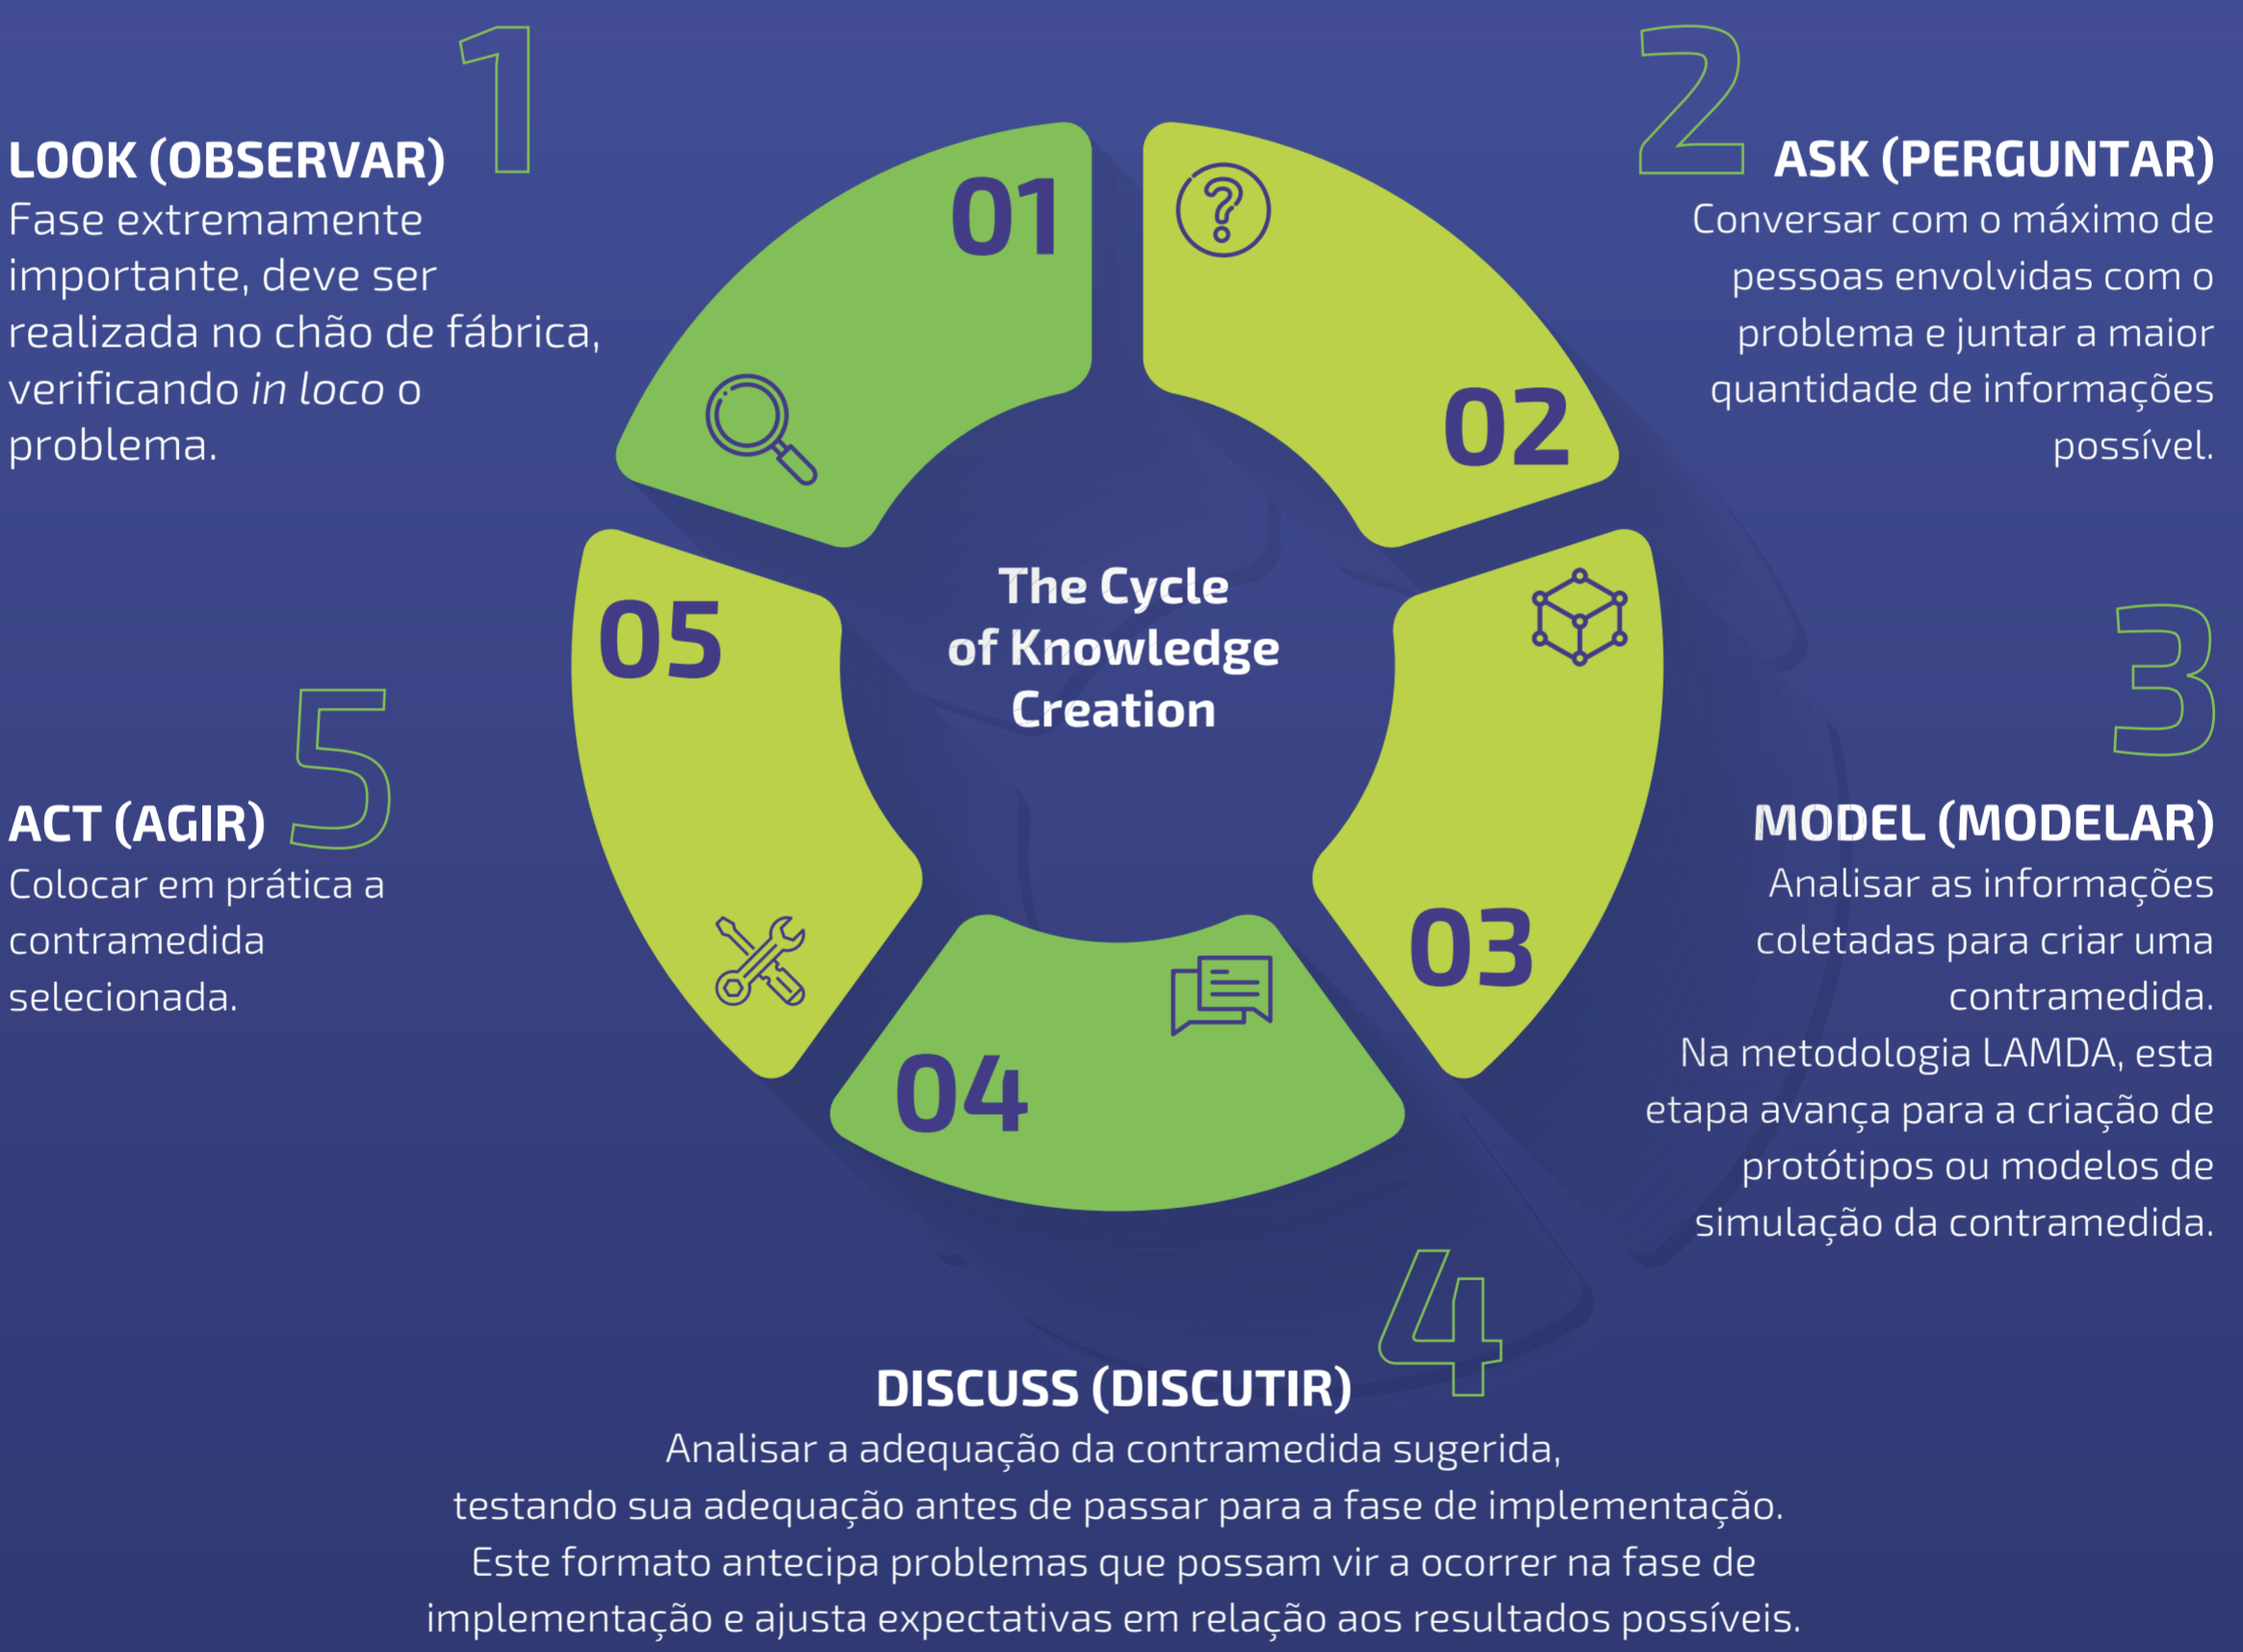 1
LOOK (OBSERVAR)
Fase extremamente
importante, deve ser
realizada no chão de fábrica,
verificando in loco o
problema.
2
ASK (PERGUNTAR)
Conversar com o máximo de
pessoas envolvidas com o
problema e juntar a maior
quantidade de informações
possível.
01
02
03
04
05
The Cycle
of Knowledge
Creation
3
MODEL (MODELAR)
Analisar as informações
coletadas para criar uma
contramedida.
Na metodologia LAMDA, esta
etapa avança para a criação de
protótipos ou modelos de
simulação da contramedida.
4
DISCUSS (DISCUTIR)
Analisar a adequação da contramedida sugerida,
testando sua adequação antes de passar para a fase de implementação.
Este formato antecipa problemas que possam vir a ocorrer na fase de
implementação e ajusta expectativas em relação aos resultados possíveis.
5
ACT (AGIR)
Colocar em prática a
contramedida
selecionada.